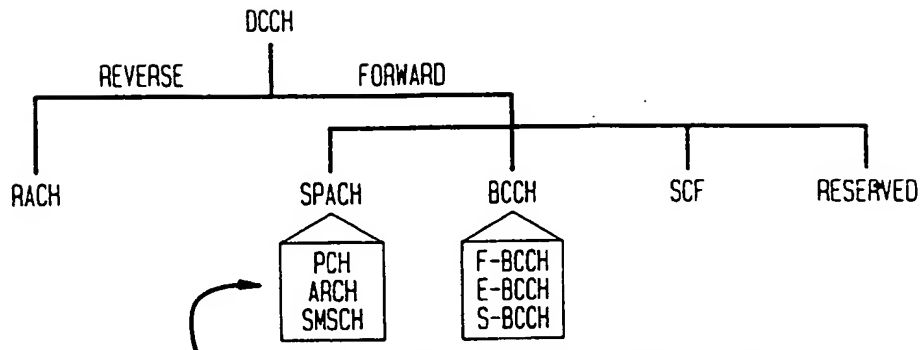 DCCH
REVERSE FORWARD
RACH SPACH BCCH SCF RESERVED
PCH
ARCH
SMSCH
F-BCCH
E-BCCH
S-BCCH